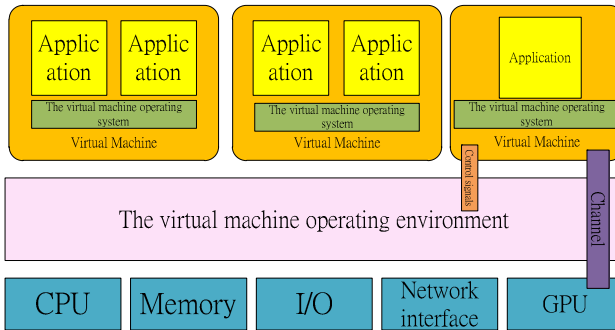 Applic
ation
Applic
ation
The virtual machine operating
system
Virtual Machine
Applic
ation
Applic
ation
The virtual machine operating
system
Virtual Machine
Application
The virtual machine operating
system
Virtual Machine
Control signals
Channel
The virtual machine operating environment
CPU
Memory
I/O
Network
interface
GPU